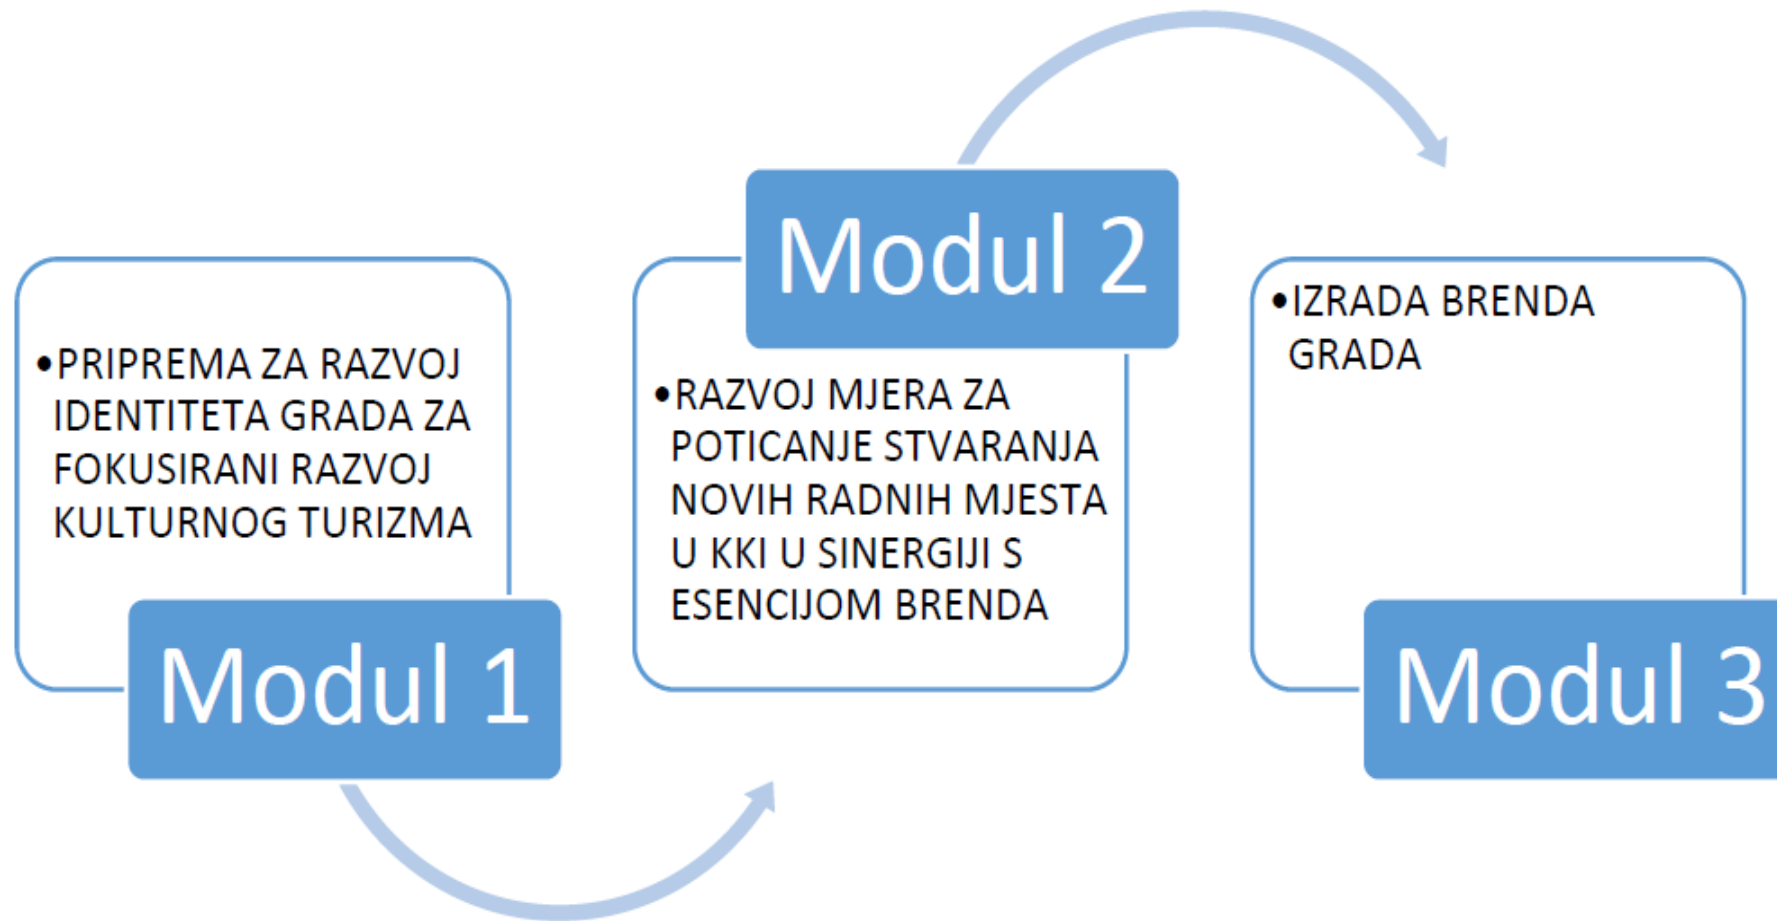 •PRIPREMA ZA RAZVOJ
IDENTITETA GRADA ZA
FOKUSIRANI RAZVOJ
KULTURNOG TURIZMA
Modul 1
Modul 2
•RAZVOJ MJERA ZA
POTICANJE STVARANJA
NOVIH RADNIH MJESTA
U KKI U SINERGIJI S
ESENCIJOM BRENDA
•IZRADA BRENDA
GRADA
Modul 3